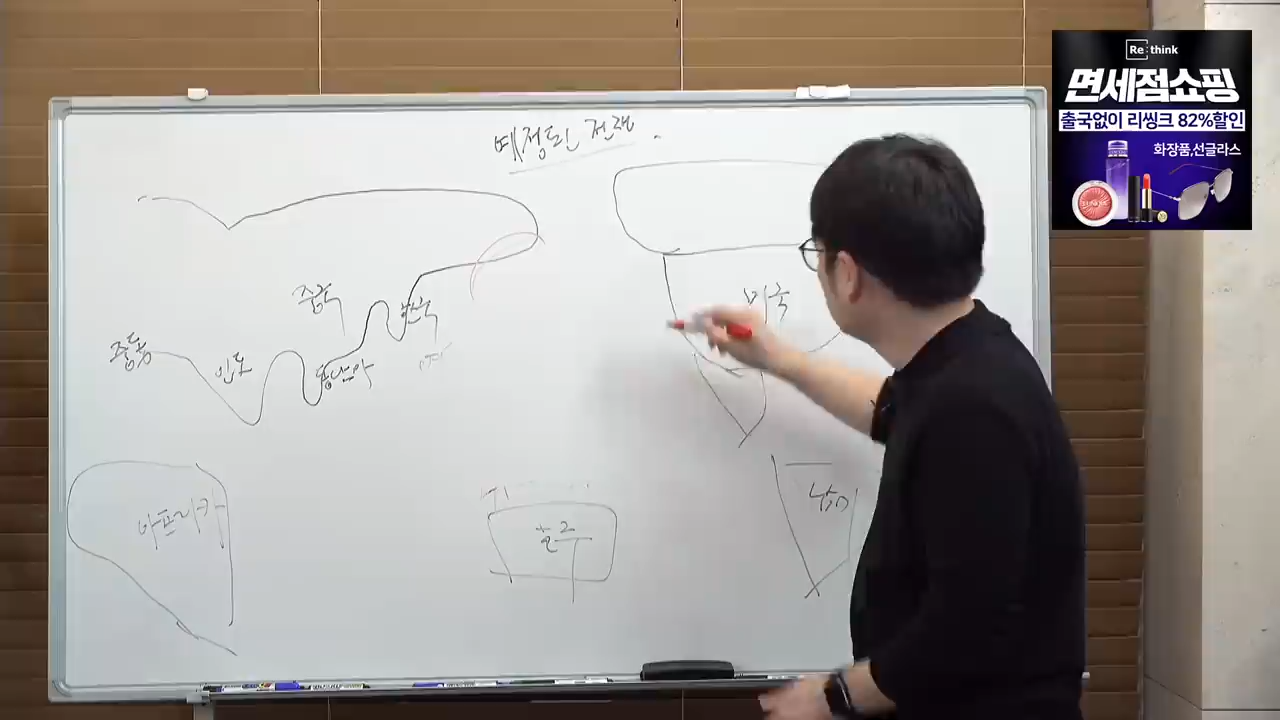 예정된 전쟁
중국
한국
중동
인도
동남아
미국
아프리카
호주
남미
Re:think
면세점쇼핑
출국없이 리씽크 82%할인
화장품,선글라스